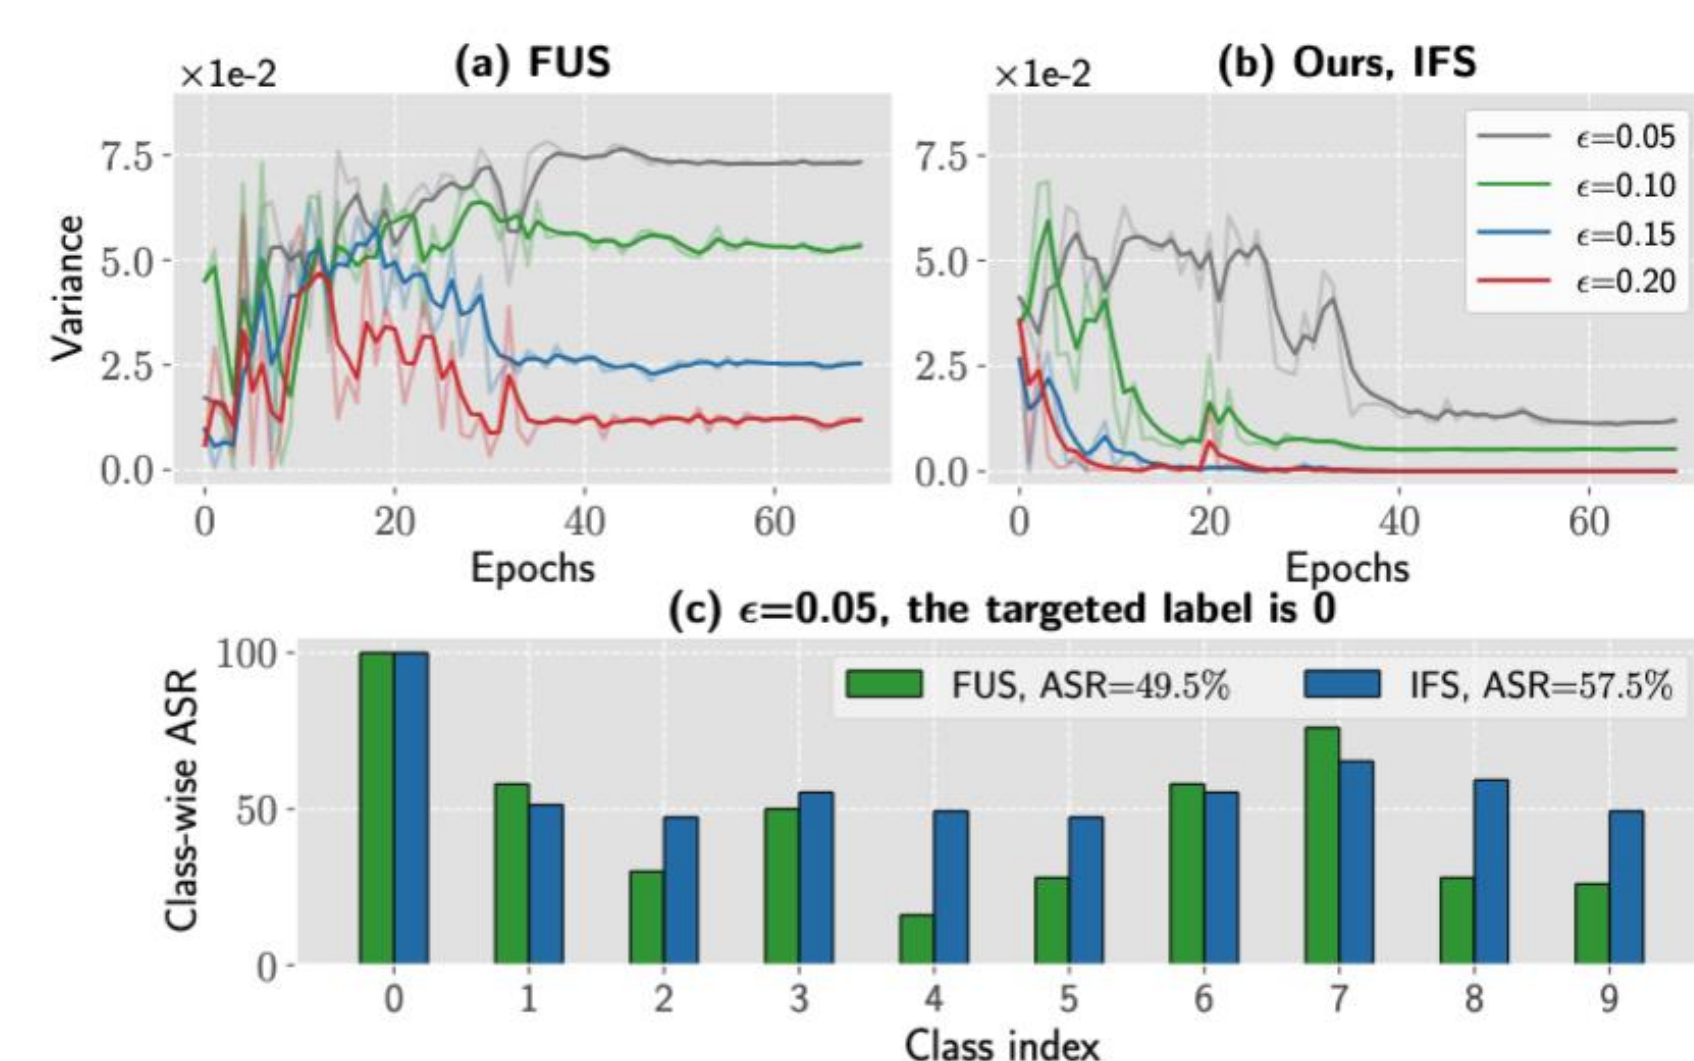 (a) FUS
(b) Ours, IFS
×1e-2
×1e-2
Variance
7.5
5.0
2.5
0.0
0 20 40 60
Epochs
7.5
5.0
2.5
0.0
0 20 40 60
Epochs
ϵ=0.05
ϵ=0.10
ϵ=0.15
ϵ=0.20
(c) ϵ=0.05, the targeted label is 0
Class-wise ASR
100
50
0
FUS, ASR=49.5% IFS, ASR=57.5%
0 1 2 3 4 5 6 7 8 9
Class index